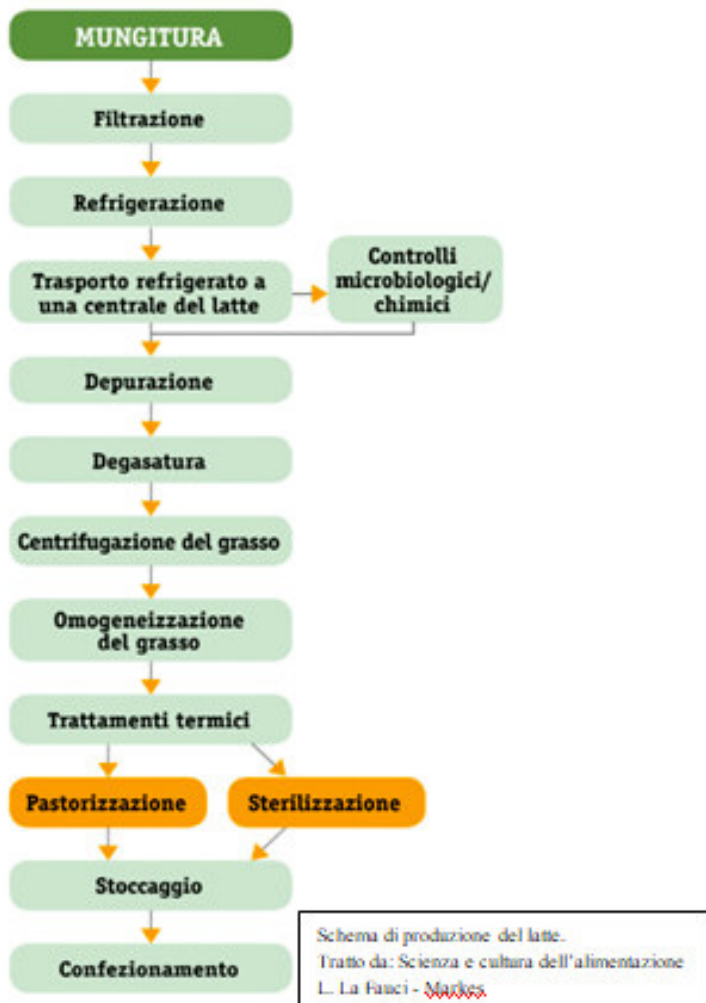 MUNGITURA
Filtrazione
Refrigerazione
Trasporto refrigerato a
una centrale del latte
Controlli
microbiologici/
chimici
Depurazione
Degasatura
Centrifugazione del grasso
Omogeneizzazione
del grasso
Trattamenti termici
Pastorizzazione
Sterilizzazione
Stoccaggio
Confezionamento
Schema di produzione del latte.
Tratto da: Scienza e cultura dell'alimentazione
L. La Fauci - Markes